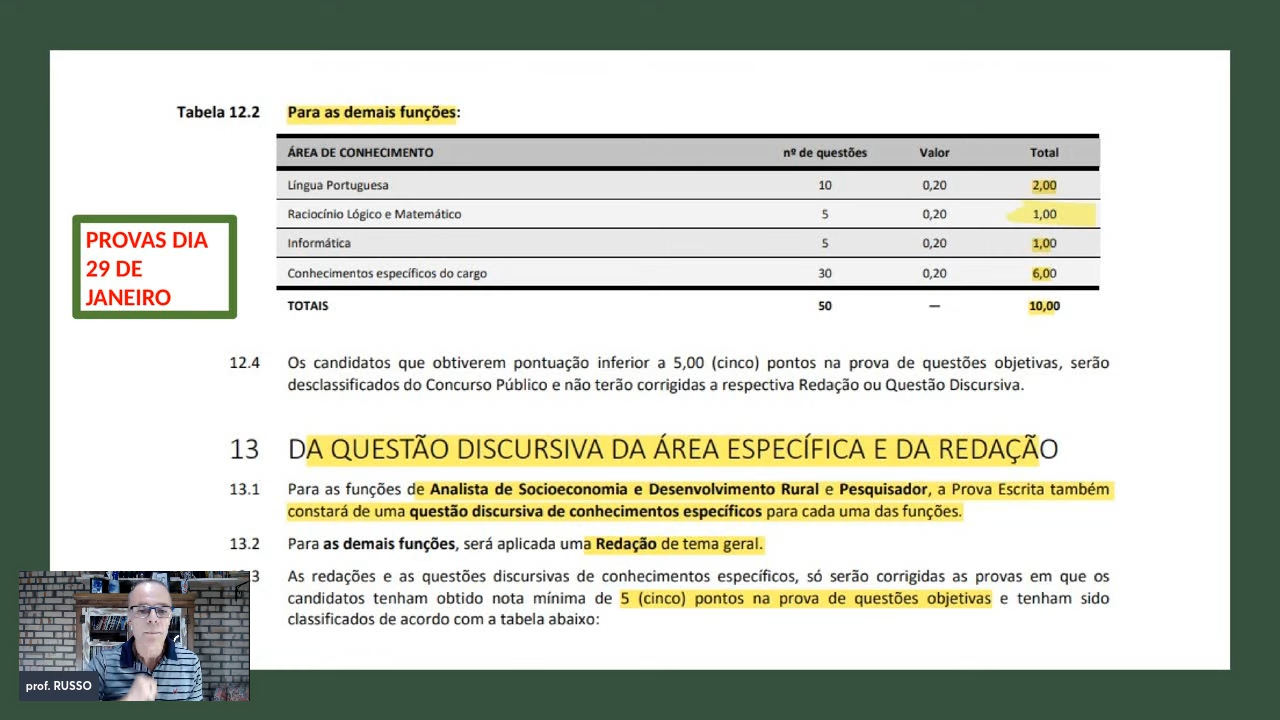 Tabela 12.2 Para as demais funções:
ÁREA DE CONHECIMENTO nº de questões Valor Total
Língua Portuguesa 10 0,20 2,00
Raciocínio Lógico e Matemático 5 0,20 1,00
Informática 5 0,20 1,00
Conhecimentos específicos do cargo 30 0,20 6,00
TOTAIS 50 — 10,00
PROVAS DIA
29 DE
JANEIRO
12.4 Os candidatos que obtiverem pontuação inferior a 5,00 (cinco) pontos na prova de questões objetivas, serão
desclassificados do Concurso Público e não terão corrigidas a respectiva Redação ou Questão Discursiva.
13 DA QUESTÃO DISCURSIVA DA ÁREA ESPECÍFICA E DA REDAÇÃO
13.1 Para as funções de Analista de Socioeconomia e Desenvolvimento Rural e Pesquisador, a Prova Escrita também
constará de uma questão discursiva de conhecimentos específicos para cada uma das funções.
13.2 Para as demais funções, será aplicada uma Redação de tema geral.
3 As redações e as questões discursivas de conhecimentos específicos, só serão corrigidas as provas em que os
candidatos tenham obtido nota mínima de 5 (cinco) pontos na prova de questões objetivas e tenham sido
classificados de acordo com a tabela abaixo:
prof. RUSSO